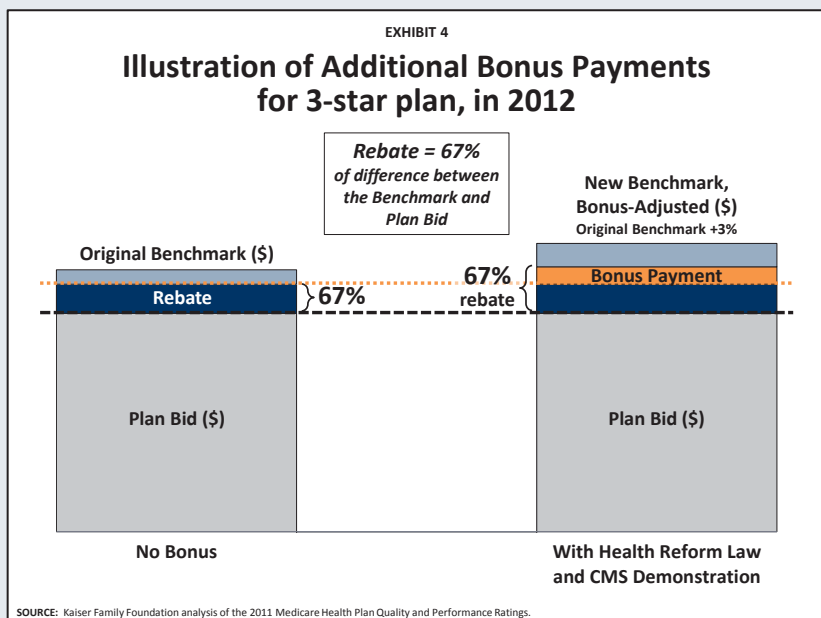 EXHIBIT 4
Illustration of Additional Bonus Payments
for 3-star plan, in 2012
Rebate = 67%
of difference between
the Benchmark and
Plan Bid
Original Benchmark ($)
Rebate
67%
Plan Bid ($)
No Bonus
New Benchmark,
Bonus-Adjusted ($)
Original Benchmark +3%
67%
rebate
Bonus Payment
Plan Bid ($)
With Health Reform Law
and CMS Demonstration
SOURCE: Kaiser Family Foundation analysis of the 2011 Medicare Health Plan Quality and Performance Ratings.